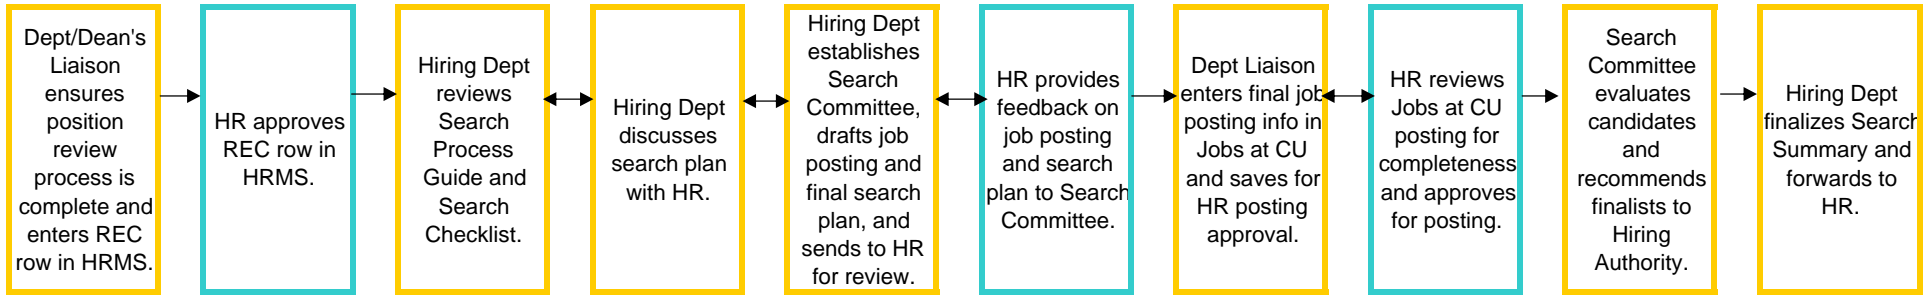 Dept/Dean's
Liaison
ensures
position
review
process is
complete and
enters REC
row in HRMS.
HR approves
REC row in
HRMS.
Hiring Dept
reviews
Search
Process
Guide and
Search
Checklist.
Hiring Dept
discusses
search plan
with HR.
Hiring Dept
establishes
Search
Committee,
drafts job
posting and
final search
plan, and
sends to HR
for review.
HR provides
feedback on
job posting
and search
plan to Search
Committee.
Dept Liaison
enters final job
posting info in
Jobs at CU
and saves for
HR posting
approval.
HR reviews
Jobs at CU
posting for
completeness
and approves
for posting.
Search
Committee
evaluates
candidates
and
recommends
finalists to
Hiring
Authority.
Hiring Dept
finalizes Search
Summary and
forwards to
HR.